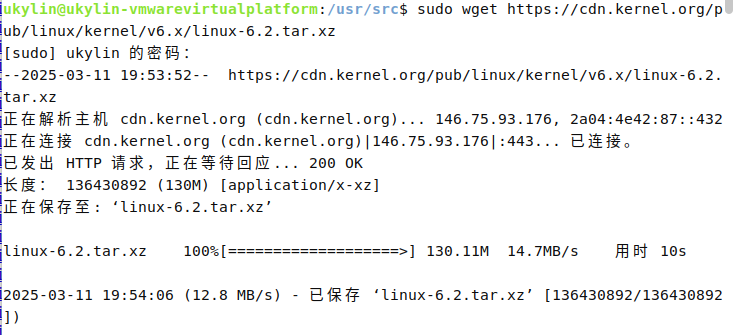 ukylin@ukylin-vmwarevirtualplatform:/usr/src$ sudo wget https://cdn.kernel.org/p
ub/linux/kernel/v6.x/linux-6.2.tar.xz
[sudo] ukylin 的密码：
--2025-03-11 19:53:52--  https://cdn.kernel.org/pub/linux/kernel/v6.x/linux-6.2.
tar.xz
正在解析主机 cdn.kernel.org (cdn.kernel.org)... 146.75.93.176, 2a04:4e42:87::432
正在连接 cdn.kernel.org (cdn.kernel.org)|146.75.93.176|:443... 已连接。
已发出 HTTP 请求，正在等待回应... 200 OK
长度： 136430892 (130M) [application/x-xz]
正在保存至: ‘linux-6.2.tar.xz’
linux-6.2.tar.xz    100%[===================>] 130.11M  14.7MB/s    用时 10s
2025-03-11 19:54:06 (12.8 MB/s) - 已保存 ‘linux-6.2.tar.xz’ [136430892/136430892
])